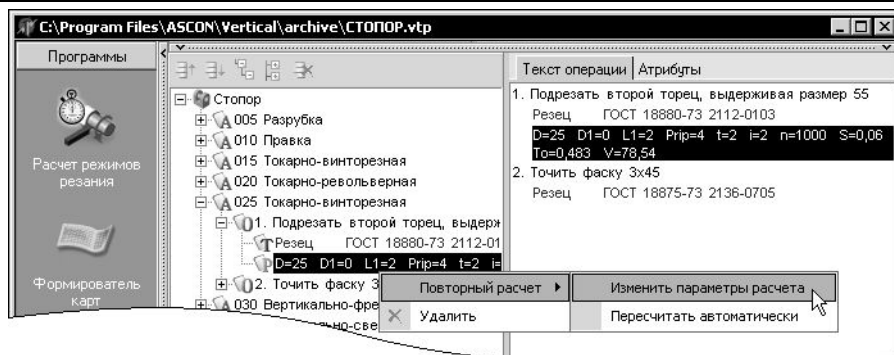 C:\Program Files\ASCON\Vertical\archive\СТОПОР.vtp
Программы
Расчет режимов
резания
Формирователь
карт
Стопор
005 Разрубка
010 Правка
015 Токарно-винторезная
020 Токарно-револьверная
025 Токарно-винторезная
1. Подрезать второй торец, выдерж
Резец ГОСТ 18880-73 2112-01
D=25 D1=0 L1=2 Prip=4 t=2 i=
2. Точить фаску 3
030 Вертикально-фре
но-све
Повторный расчет
Удалить
Изменить параметры расчета
Пересчитать автоматически
Текст операции Атрибуты
1. Подрезать второй торец, выдерживая размер 55
Резец ГОСТ 18880-73 2112-0103
D=25 D1=0 L1=2 Prip=4 t=2 i=2 n=1000 S=0,06
To=0,483 V=78,54
2. Точить фаску 3x45
Резец ГОСТ 18875-73 2136-0705